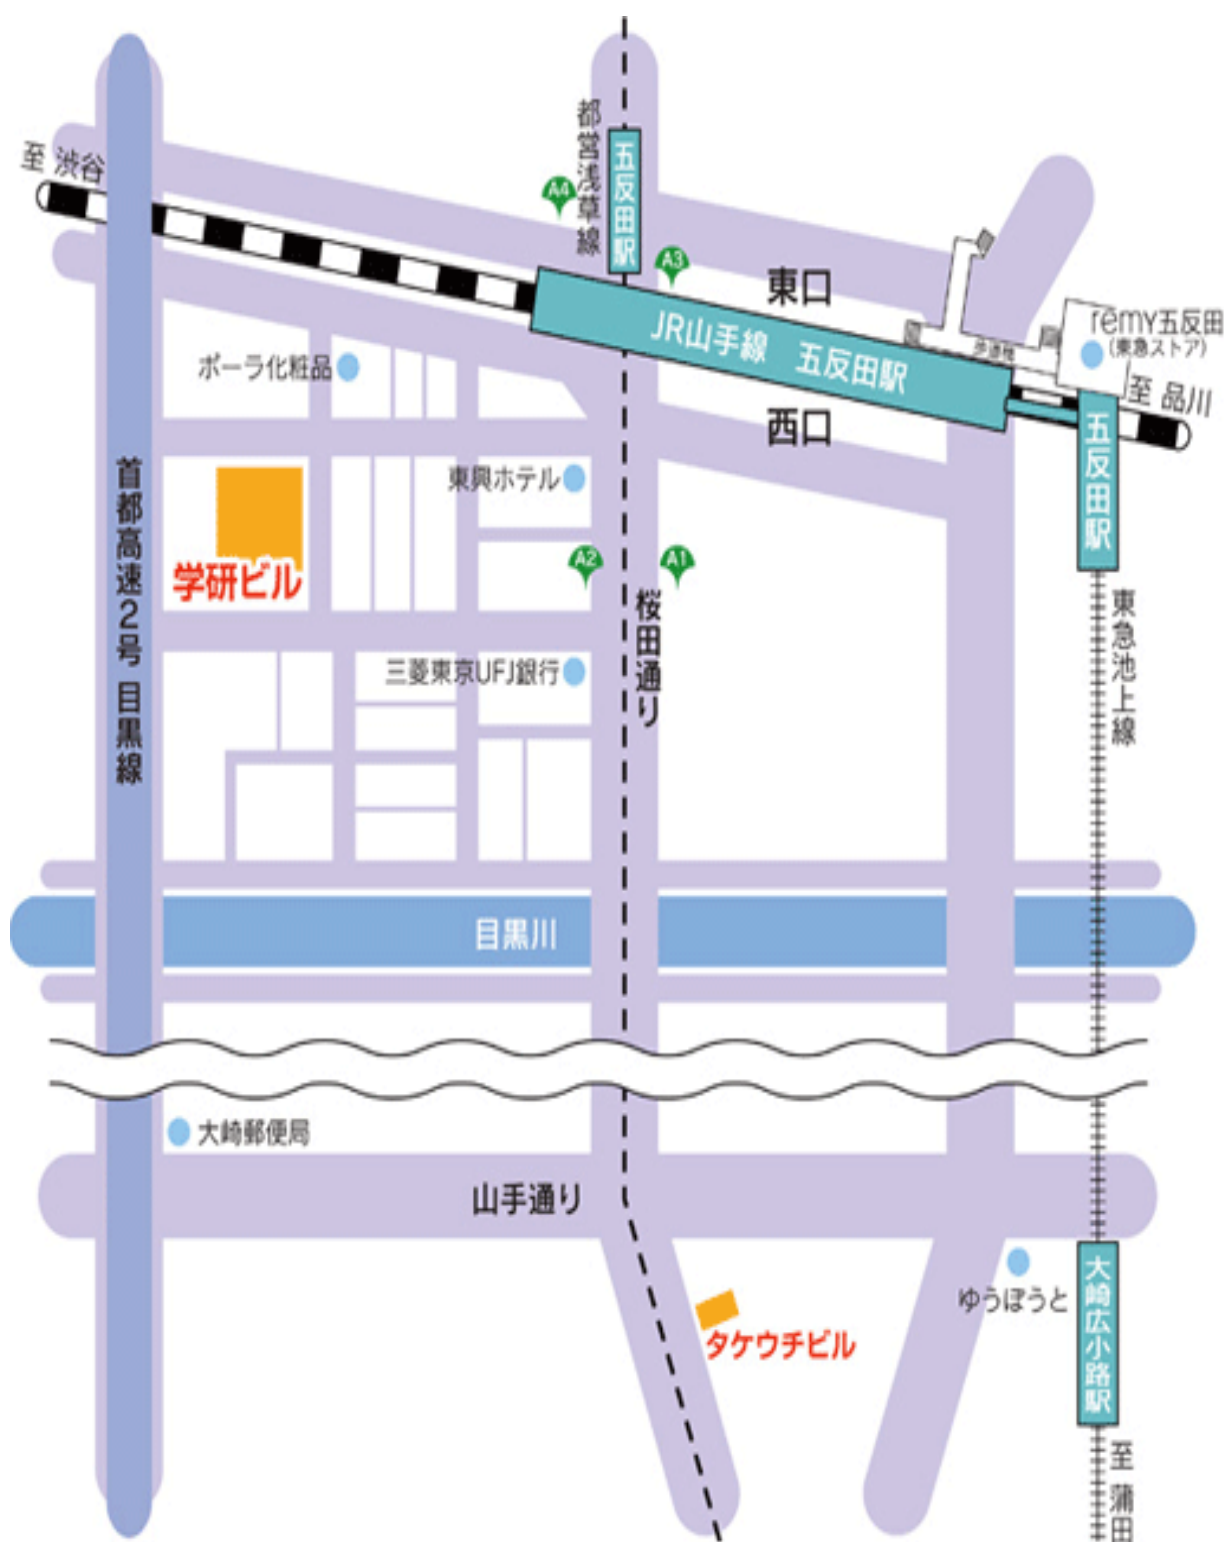 都営浅草線
五反田駅
至 渋谷
A4
A3
東口
rēmy五反田
(東急ストア)
JR山手線 五反田駅
歩道橋
至 品川
ポーラ化粧品
西口
五反田駅
首都高速2号 目黒線
東興ホテル
学研ビル
A2
A1
桜田通り
東急池上線
三菱東京UFJ銀行
目黒川
大崎郵便局
山手通り
ゆうぽうと
大崎広小路駅
タケウチビル
至 蒲田